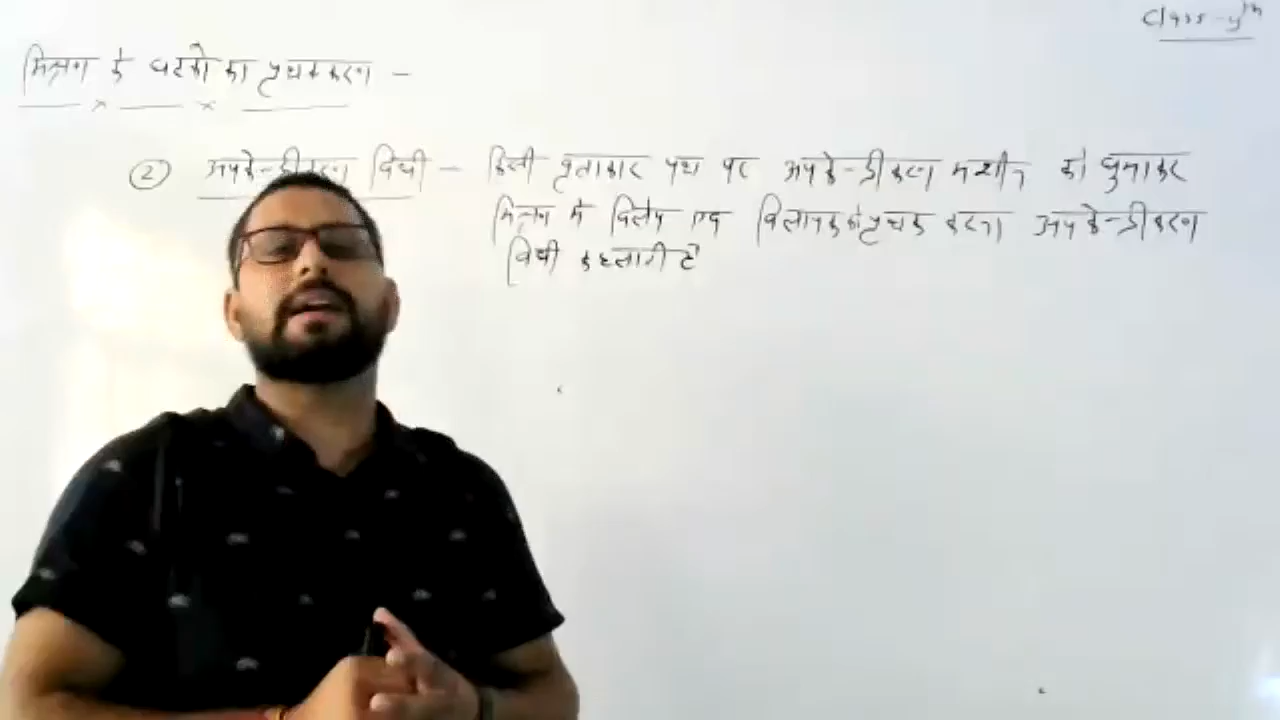 Class - 9th
मिश्रण के घटकों का पृथक्करण -
② अपकेन्द्रीकरण विधी - किसी वृताकार पथ पर अपकेन्द्रीकरण मशीन को घुमाकर
मिश्रण मे विलेय एवं विलायक को पृथक करना अपकेन्द्रीकरण
विधी कहलाती है